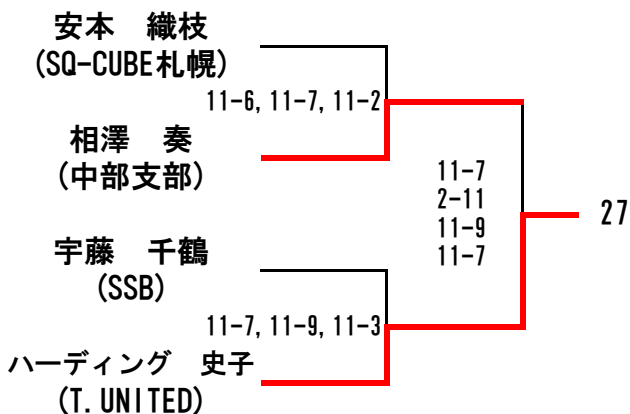 安本　織枝
(SQ-CUBE札幌)
11-6, 11-7, 11-2
相澤　奏
(中部支部)
11-7
2-11
11-9
11-7
27
宇藤　千鶴
(SSB)
11-7, 11-9, 11-3
ハーディング　史子
(T.UNITED)